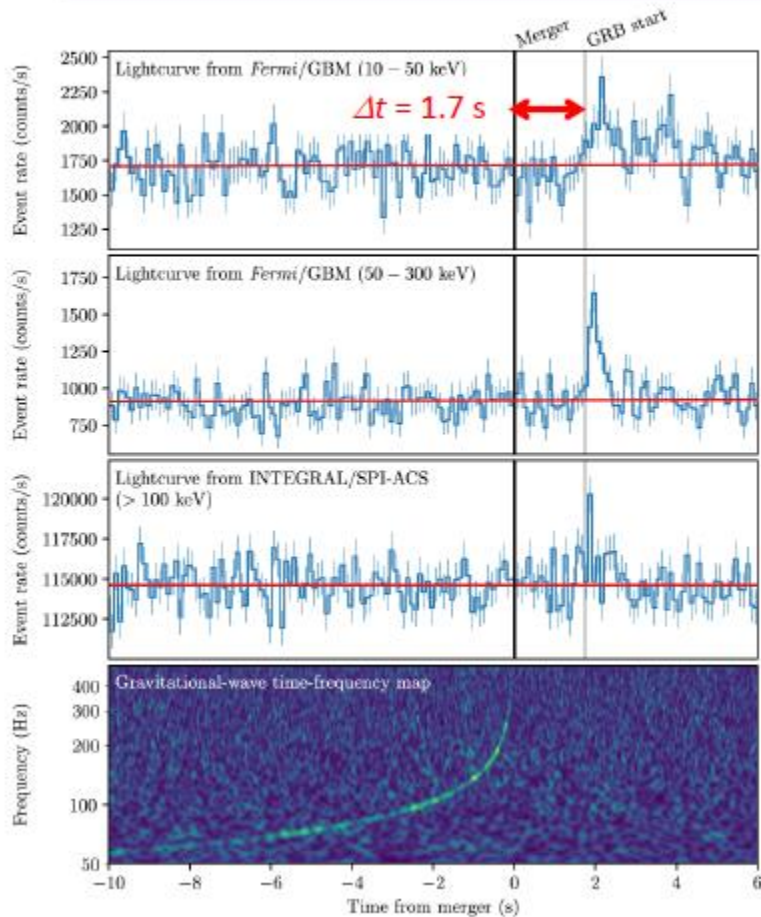 Merger
GRB start
Lightcurve from Fermi/GBM (10 − 50 keV)
Δt = 1.7 s
Event rate (counts/s)
2500
2250
2000
1750
1500
1250
Lightcurve from Fermi/GBM (50 − 300 keV)
Event rate (counts/s)
1750
1500
1250
1000
750
Lightcurve from INTEGRAL/SPI-ACS
(> 100 keV)
Event rate (counts/s)
120000
117500
115000
112500
Gravitational-wave time-frequency map
Frequency (Hz)
400
300
200
100
50
−10 −8 −6 −4 −2 0 2 4 6
Time from merger (s)